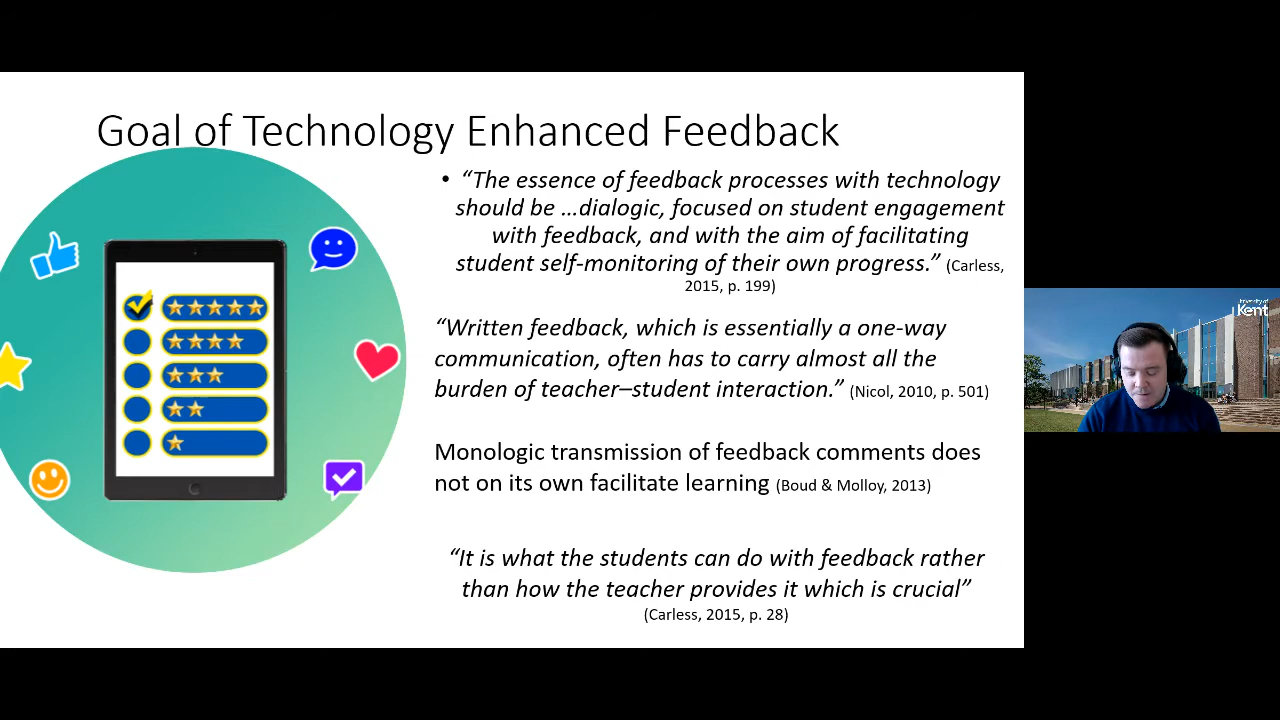 Goal of Technology Enhanced Feedback
• “The essence of feedback processes with technology
should be …dialogic, focused on student engagement
with feedback, and with the aim of facilitating
student self-monitoring of their own progress.” (Carless,
2015, p. 199)
“Written feedback, which is essentially a one-way
communication, often has to carry almost all the
burden of teacher–student interaction.” (Nicol, 2010, p. 501)
Monologic transmission of feedback comments does
not on its own facilitate learning (Boud & Molloy, 2013)
“It is what the students can do with feedback rather
than how the teacher provides it which is crucial”
(Carless, 2015, p. 28)
University of
Kent